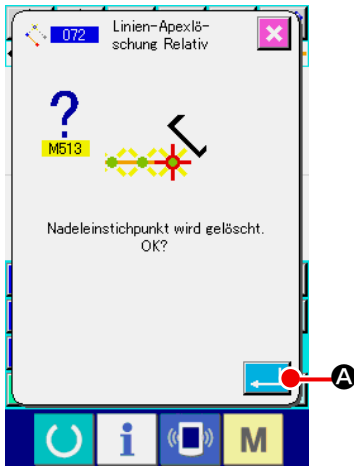 072
Linien-Apexlö-
schung Relativ
?
M513
Nadeleinstichpunkt wird gelöscht.
OK?
A
i
M